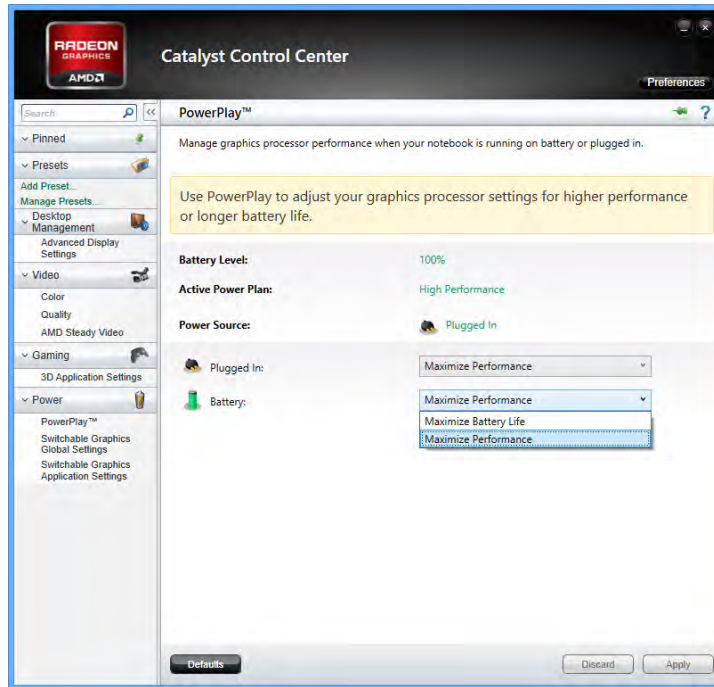 RADEON
GRAPHICS
AMD
Catalyst Control Center
Preferences
Search
PowerPlay™
?
Pinned
Manage graphics processor performance when your notebook is running on battery or plugged in.
Presets
Add Preset...
Manage Presets...
Use PowerPlay to adjust your graphics processor settings for higher performance
or longer battery life.
Desktop
Management
Advanced Display
Settings
Video
Color
Quality
AMD Steady Video
Gaming
3D Application Settings
Power
PowerPlay™
Switchable Graphics
Global Settings
Switchable Graphics
Application Settings
Battery Level: 100%
Active Power Plan: High Performance
Power Source: Plugged In
Plugged In: Maximize Performance
Battery: Maximize Performance
Maximize Battery Life
Maximize Performance
Defaults
Discard
Apply